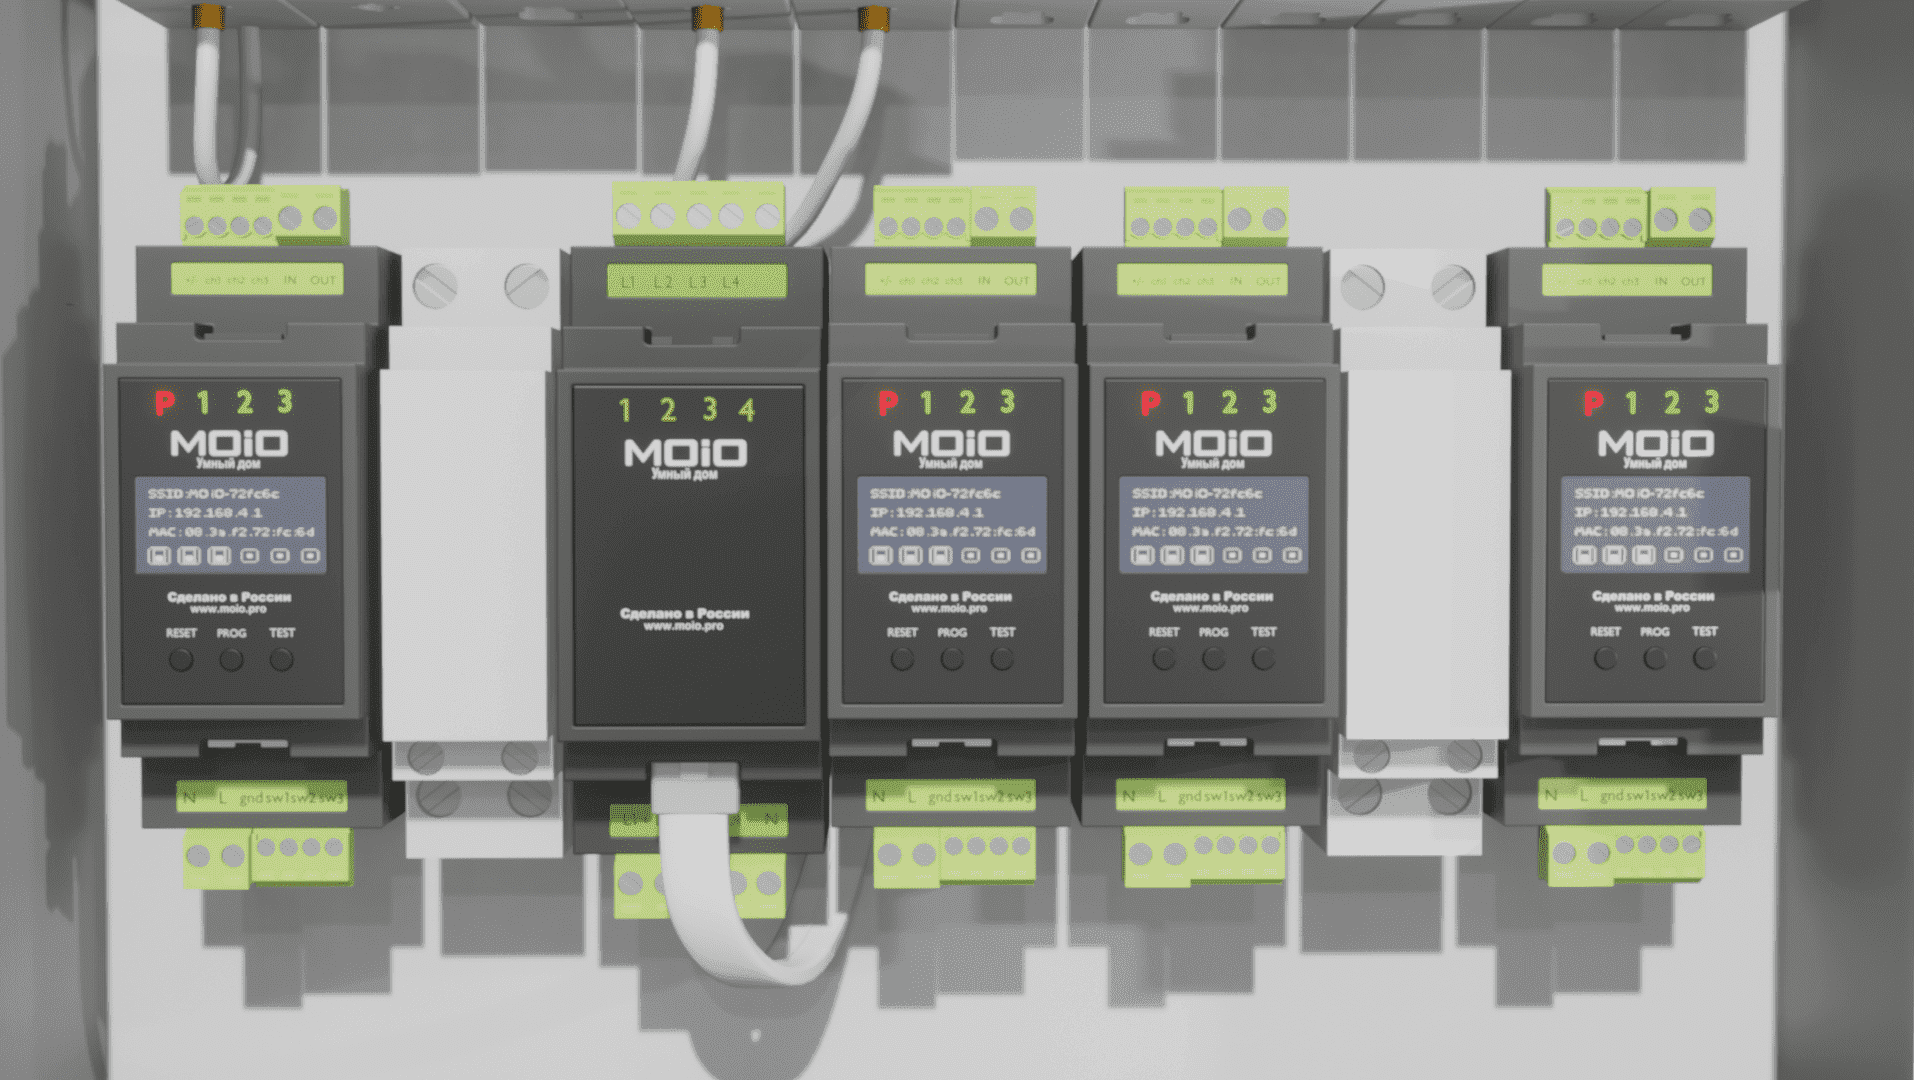 +/- ch1 ch2 ch3 IN OUT
P 1 2 3
MOiO
Умный дом
SSID:MOiO-72fc6c
IP:192.168.4.1
MAC:08.3a.f2.72:fc:6d
Сделано в России
www.moio.pro
RESET PROG TEST
N L gnd sw1 sw2 sw3
L1 L2 L3 L4
1 2 3 4
MOiO
Умный дом
Сделано в России
www.moio.pro
N
+/- ch1 ch2 ch3 IN OUT
P 1 2 3
MOiO
Умный дом
SSID:MOiO-72fc6c
IP:192.168.4.1
MAC:08.3a.f2.72:fc:6d
Сделано в России
www.moio.pro
RESET PROG TEST
N L gnd sw1 sw2 sw3
+/- ch1 ch2 ch3 IN OUT
P 1 2 3
MOiO
Умный дом
SSID:MOiO-72fc6c
IP:192.168.4.1
MAC:08.3a.f2.72:fc:6d
Сделано в России
www.moio.pro
RESET PROG TEST
N L gnd sw1 sw2 sw3
+/- ch1 ch2 ch3 IN OUT
P 1 2 3
MOiO
Умный дом
SSID:MOiO-72fc6c
IP:192.168.4.1
MAC:08.3a.f2.72:fc:6d
Сделано в России
www.moio.pro
RESET PROG TEST
N L gnd sw1 sw2 sw3